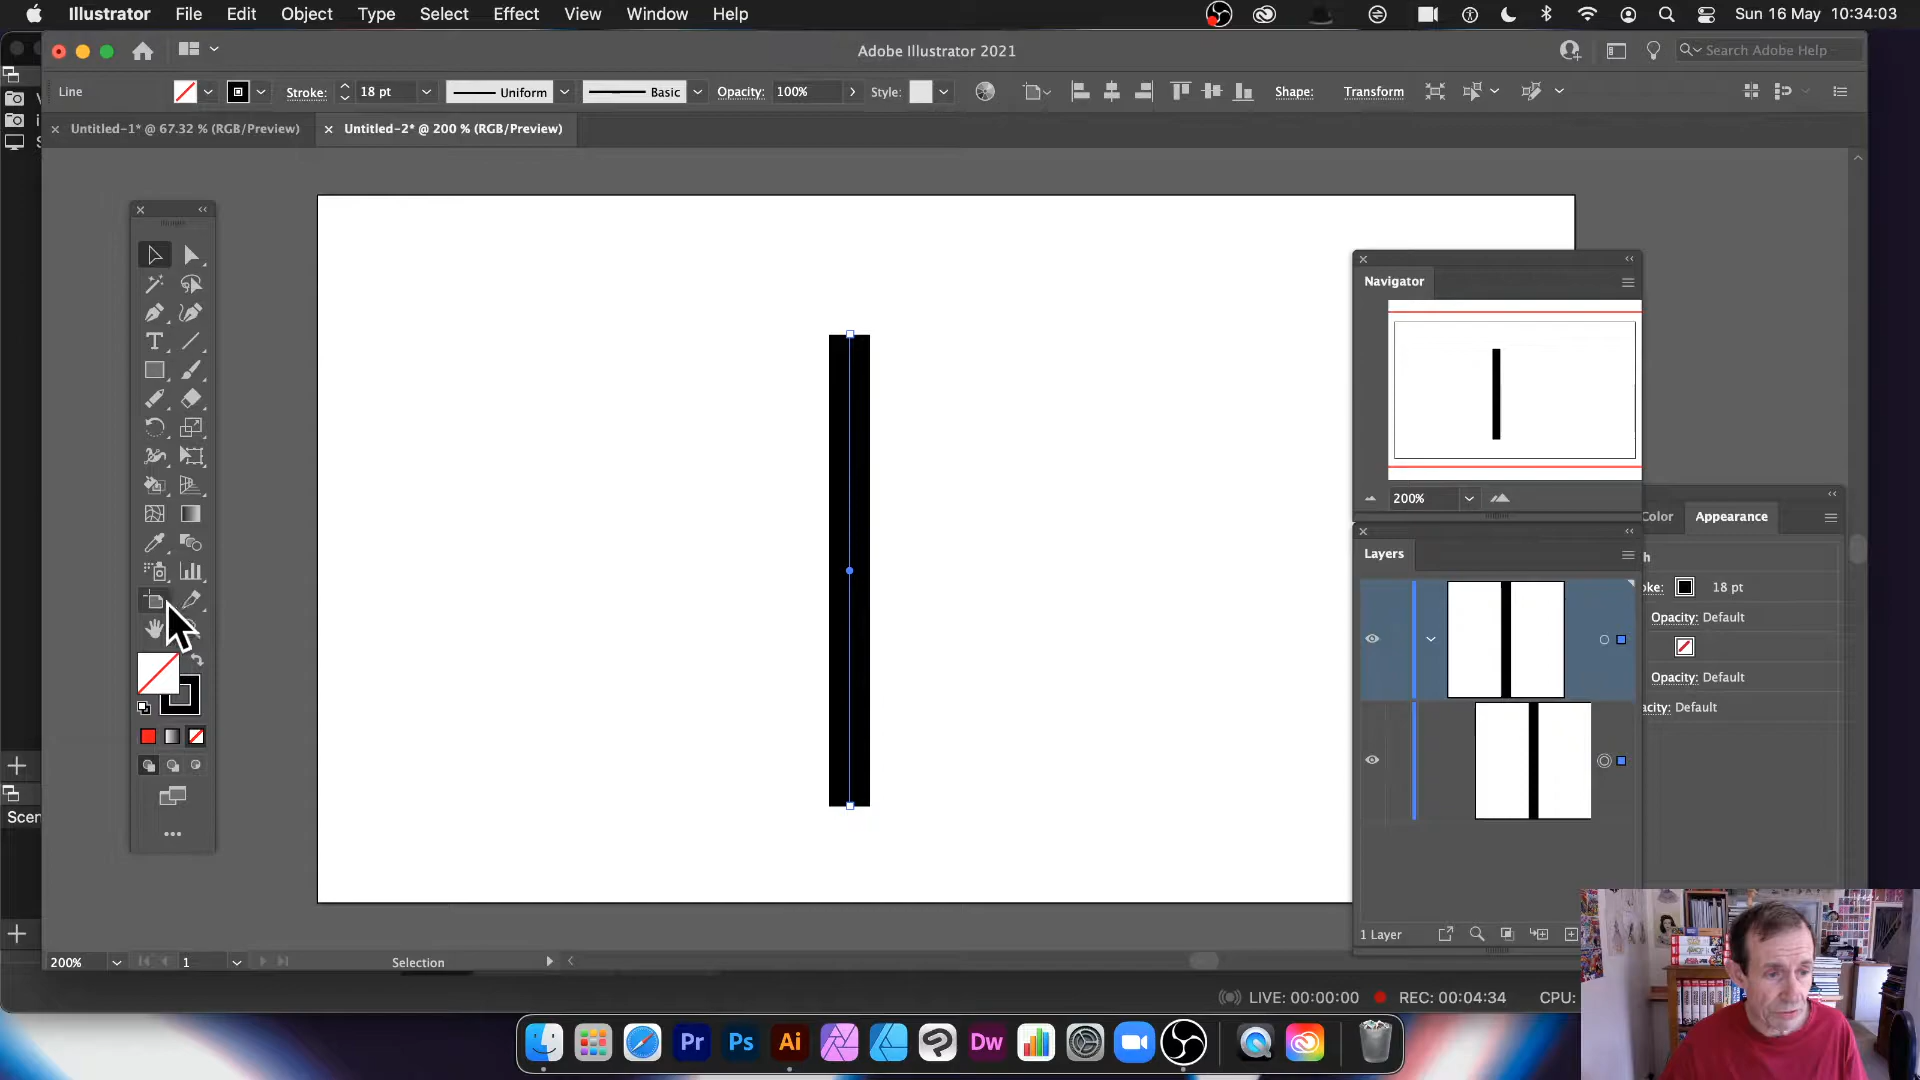 Illustrator File Edit Object Type Select Effect View Window Help Sun 16 May 10:34:03
Adobe Illustrator 2021
Search Adobe Help
Line Stroke: 18 pt Uniform Basic Opacity: 100% Style: Shape: Transform
Untitled-1* @ 67.32 % (RGB/Preview) Untitled-2* @ 200 % (RGB/Preview)
Navigator
200%
Color Appearance
Layers
18 pt
Opacity: Default
Opacity: Default
Default
1 Layer
Scen
200% 1 Selection
LIVE: 00:00:00 REC: 00:04:34 CPU:
Pr Ps Ai Dw